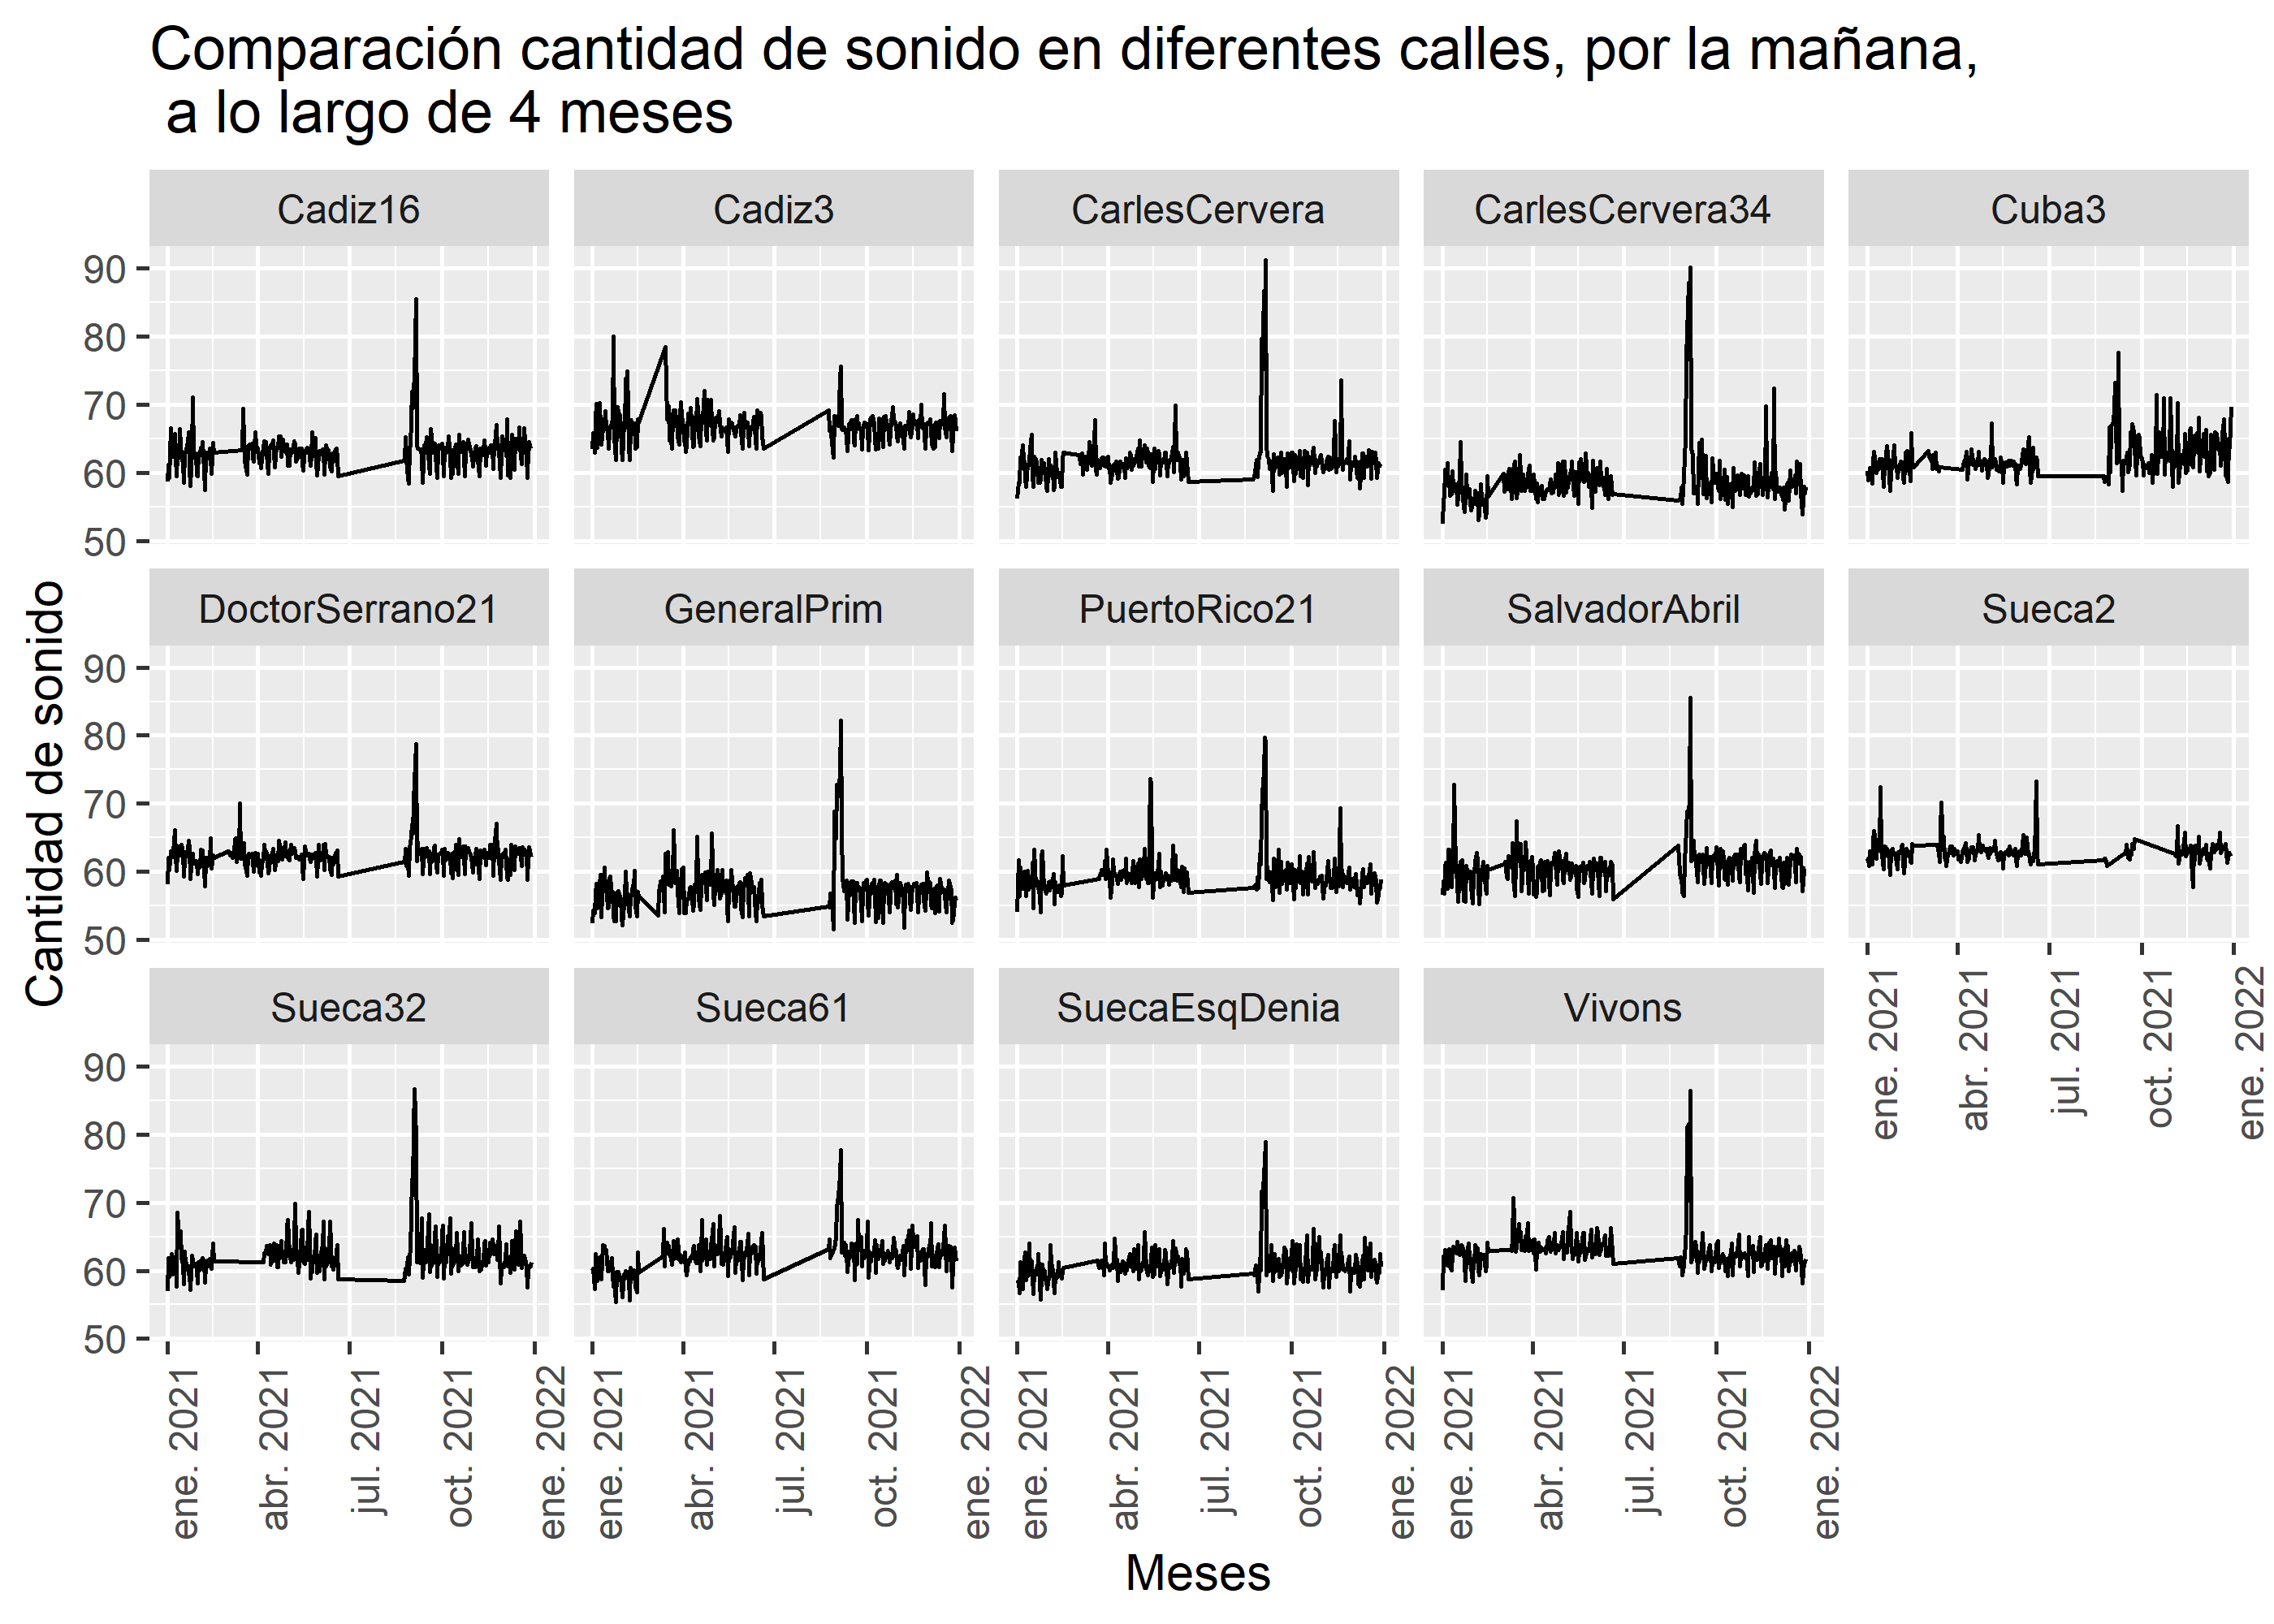 Comparación cantidad de sonido en diferentes calles, por la mañana,
a lo largo de 4 meses
Cadiz16
Cadiz3
CarlesCervera
CarlesCervera34
Cuba3
90
80
70
60
50
DoctorSerrano21
GeneralPrim
PuertoRico21
SalvadorAbril
Sueca2
90
80
70
60
50
ene. 2021
abr. 2021
jul. 2021
oct. 2021
ene. 2022
Sueca32
Sueca61
SuecaEsqDenia
Vivons
90
80
70
60
50
ene. 2021
abr. 2021
jul. 2021
oct. 2021
ene. 2022
ene. 2021
abr. 2021
jul. 2021
oct. 2021
ene. 2022
ene. 2021
abr. 2021
jul. 2021
oct. 2021
ene. 2022
ene. 2021
abr. 2021
jul. 2021
oct. 2021
ene. 2022
Cantidad de sonido
Meses